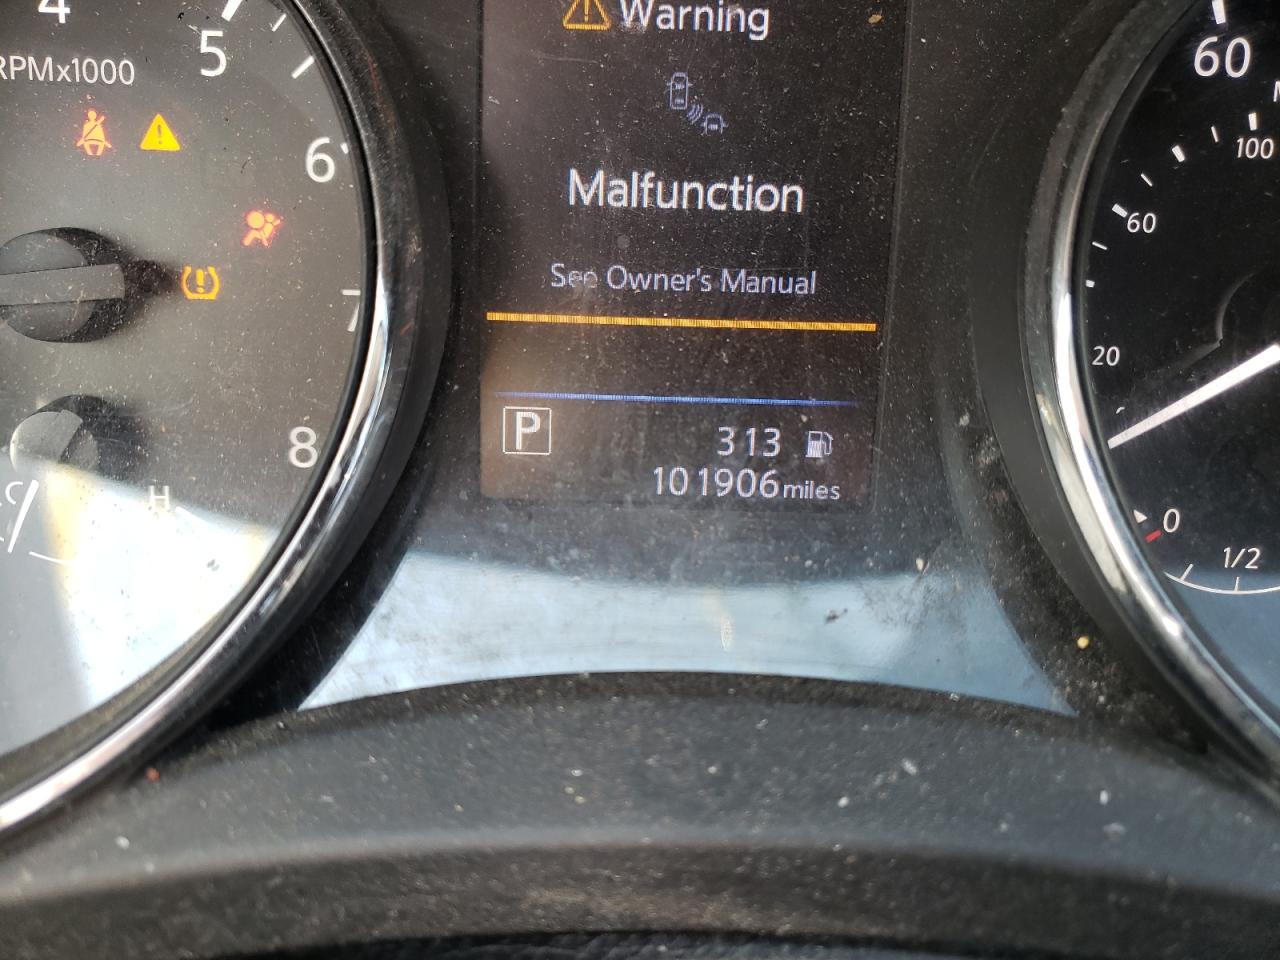 4
5
RPMx1000
6
7
8
C
H
Warning
Malfunction
See Owner's Manual
P
313
101906 miles
60
100
60
20
0
1/2